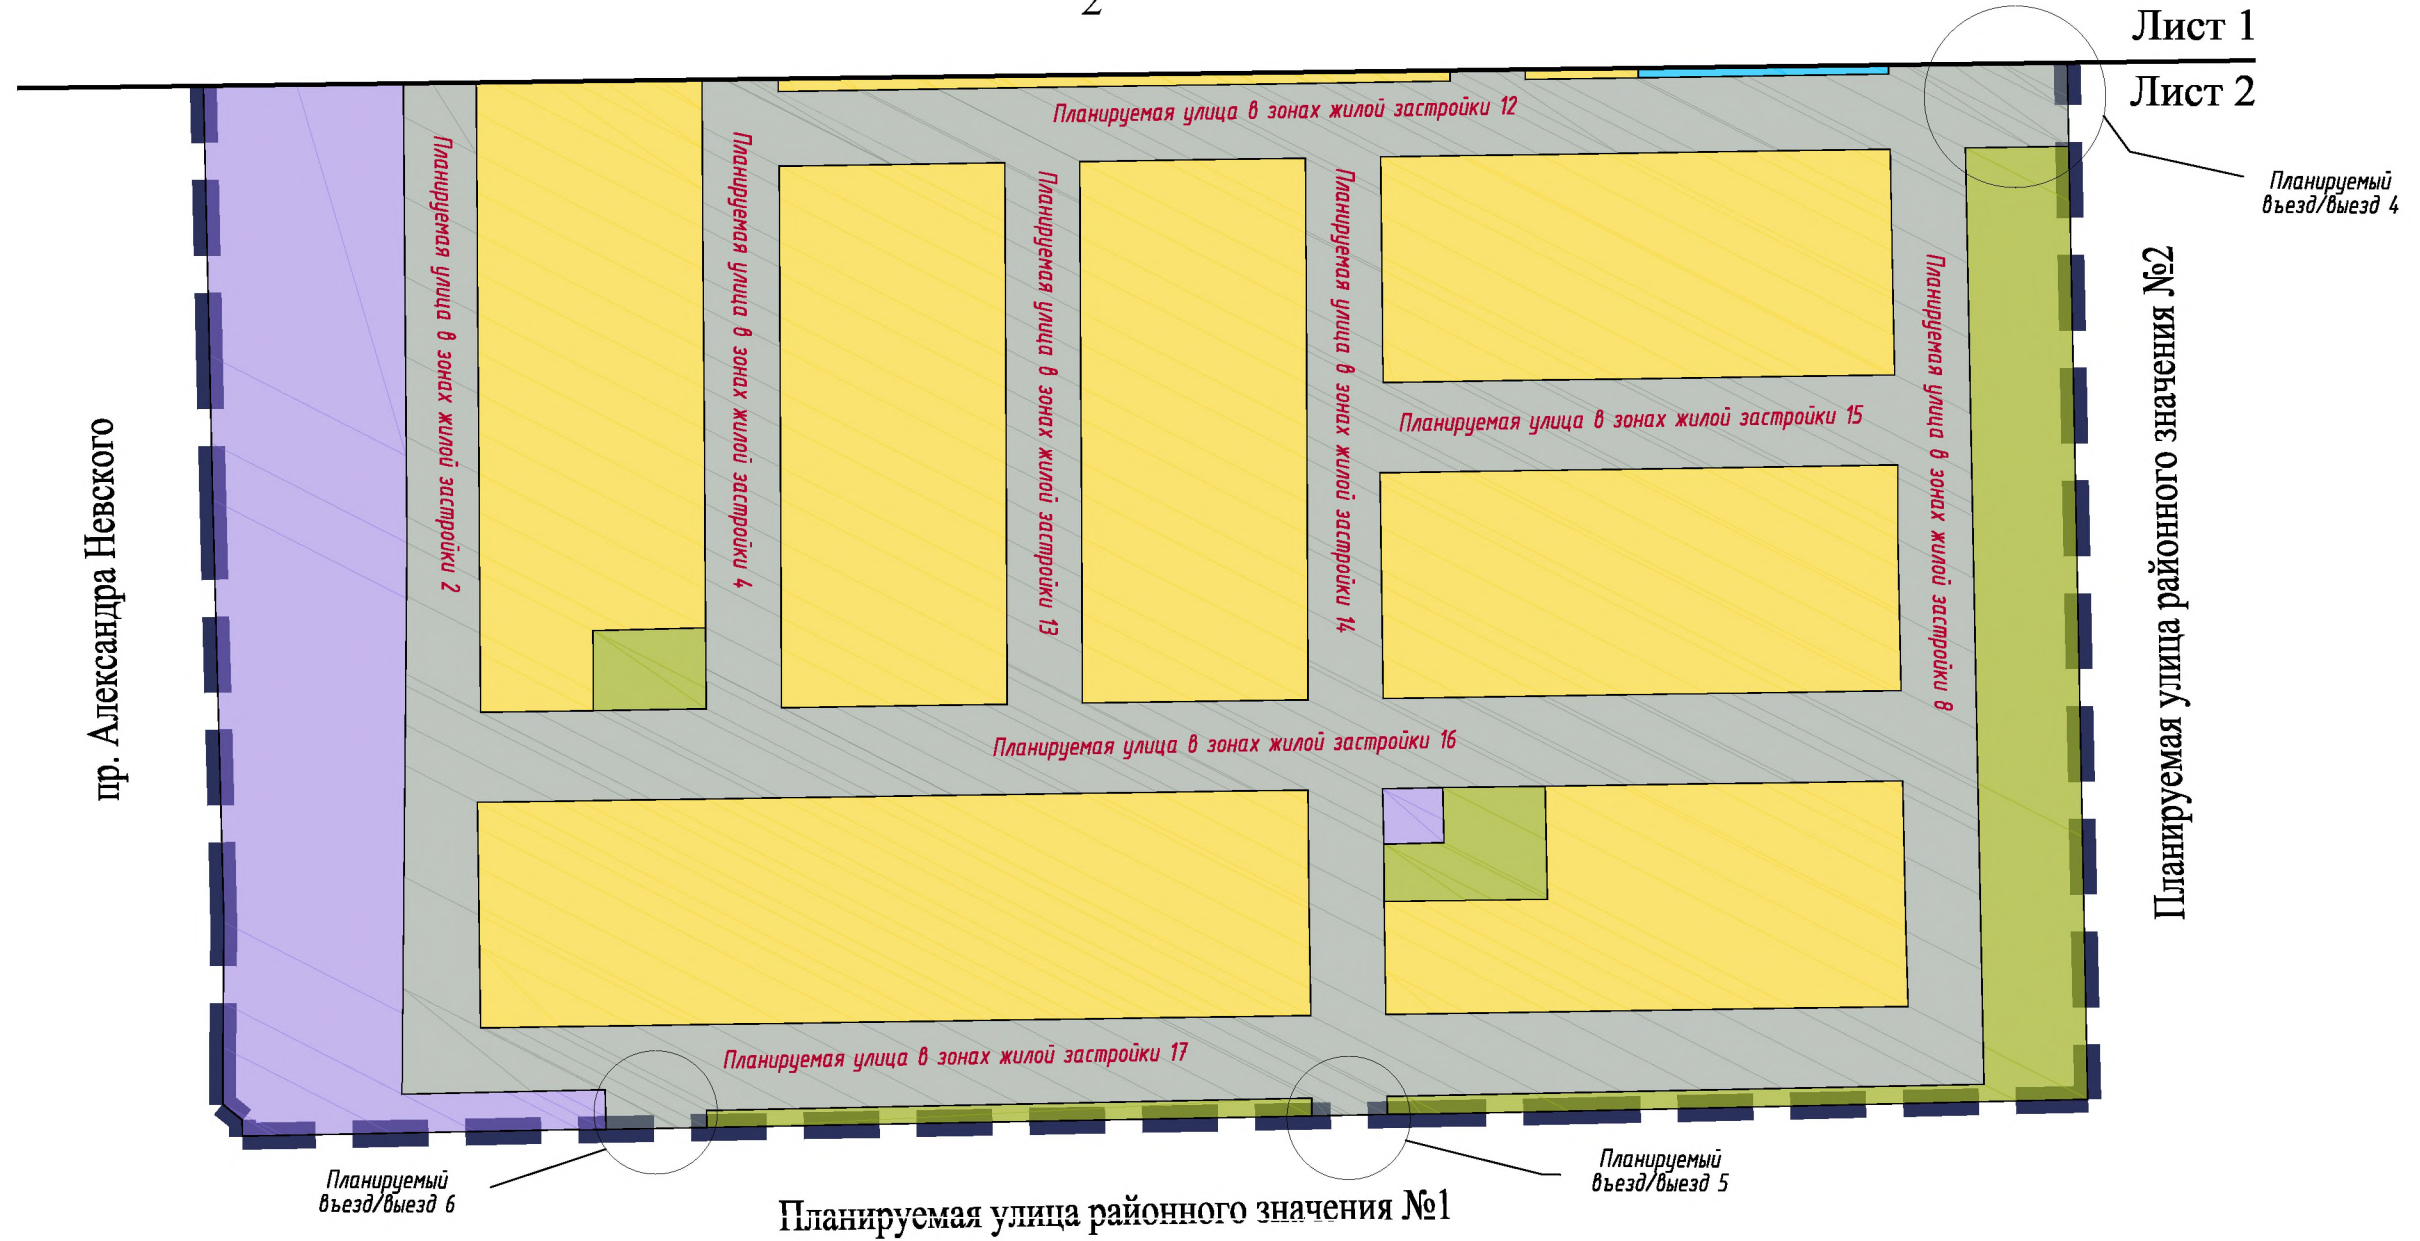 2
Лист 1
Лист 2
Планируемая улица в зонах жилой застройки 12
Планируемый
въезд/выезд 4
Планируемая улица в зонах жилой застройки 2
Планируемая улица в зонах жилой застройки 4
Планируемая улица в зонах жилой застройки 13
Планируемая улица в зонах жилой застройки 14
Планируемая улица в зонах жилой застройки 15
Планируемая улица в зонах жилой застройки 8
Планируемая улица районного значения №2
пр. Александра Невского
Планируемая улица в зонах жилой застройки 16
Планируемая улица в зонах жилой застройки 17
Планируемый
въезд/выезд 6
Планируемый
въезд/выезд 5
Планируемая улица районного значения №1